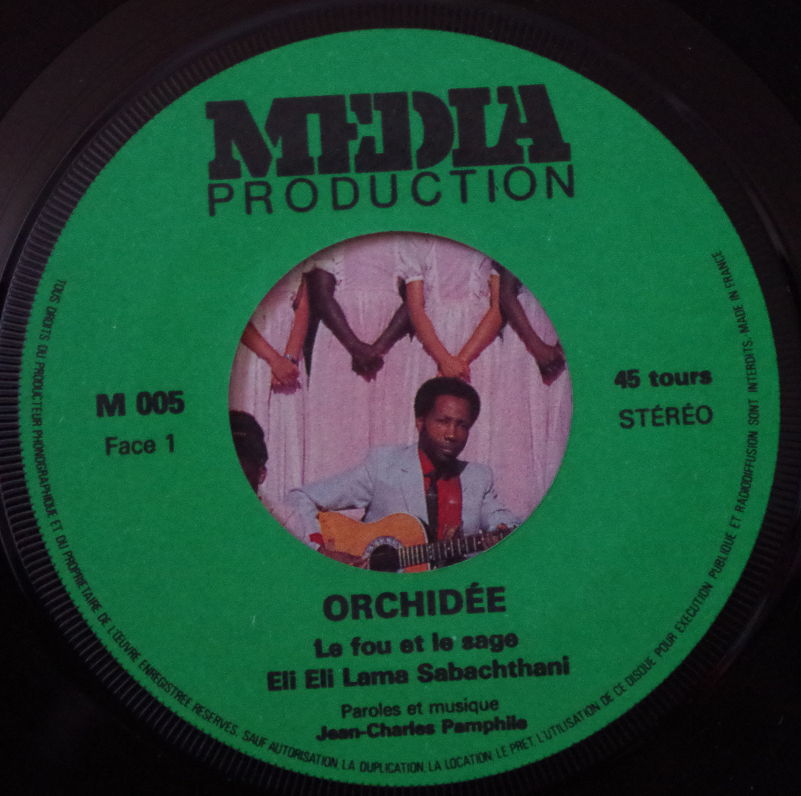 MEDIA
PRODUCTION
M 005
Face 1
45 tours
STÉRÉO
ORCHIDÉE
Le fou et le sage
Eli Eli Lama Sabachthani
Paroles et musique
Jean-Charles Pamphile
TOUS DROITS DU PRODUCTEUR PHONOGRAPHIQUE ET DU PROPRIETAIRE DE L'ŒUVRE ENREGISTREE RESERVES. SAUF AUTORISATION, LA DUPLICATION, LA LOCATION, LE PRET, L'UTILISATION DE CE DISQUE POUR EXECUTION PUBLIQUE ET RADIODIFFUSION SONT INTERDITS. MADE IN FRANCE